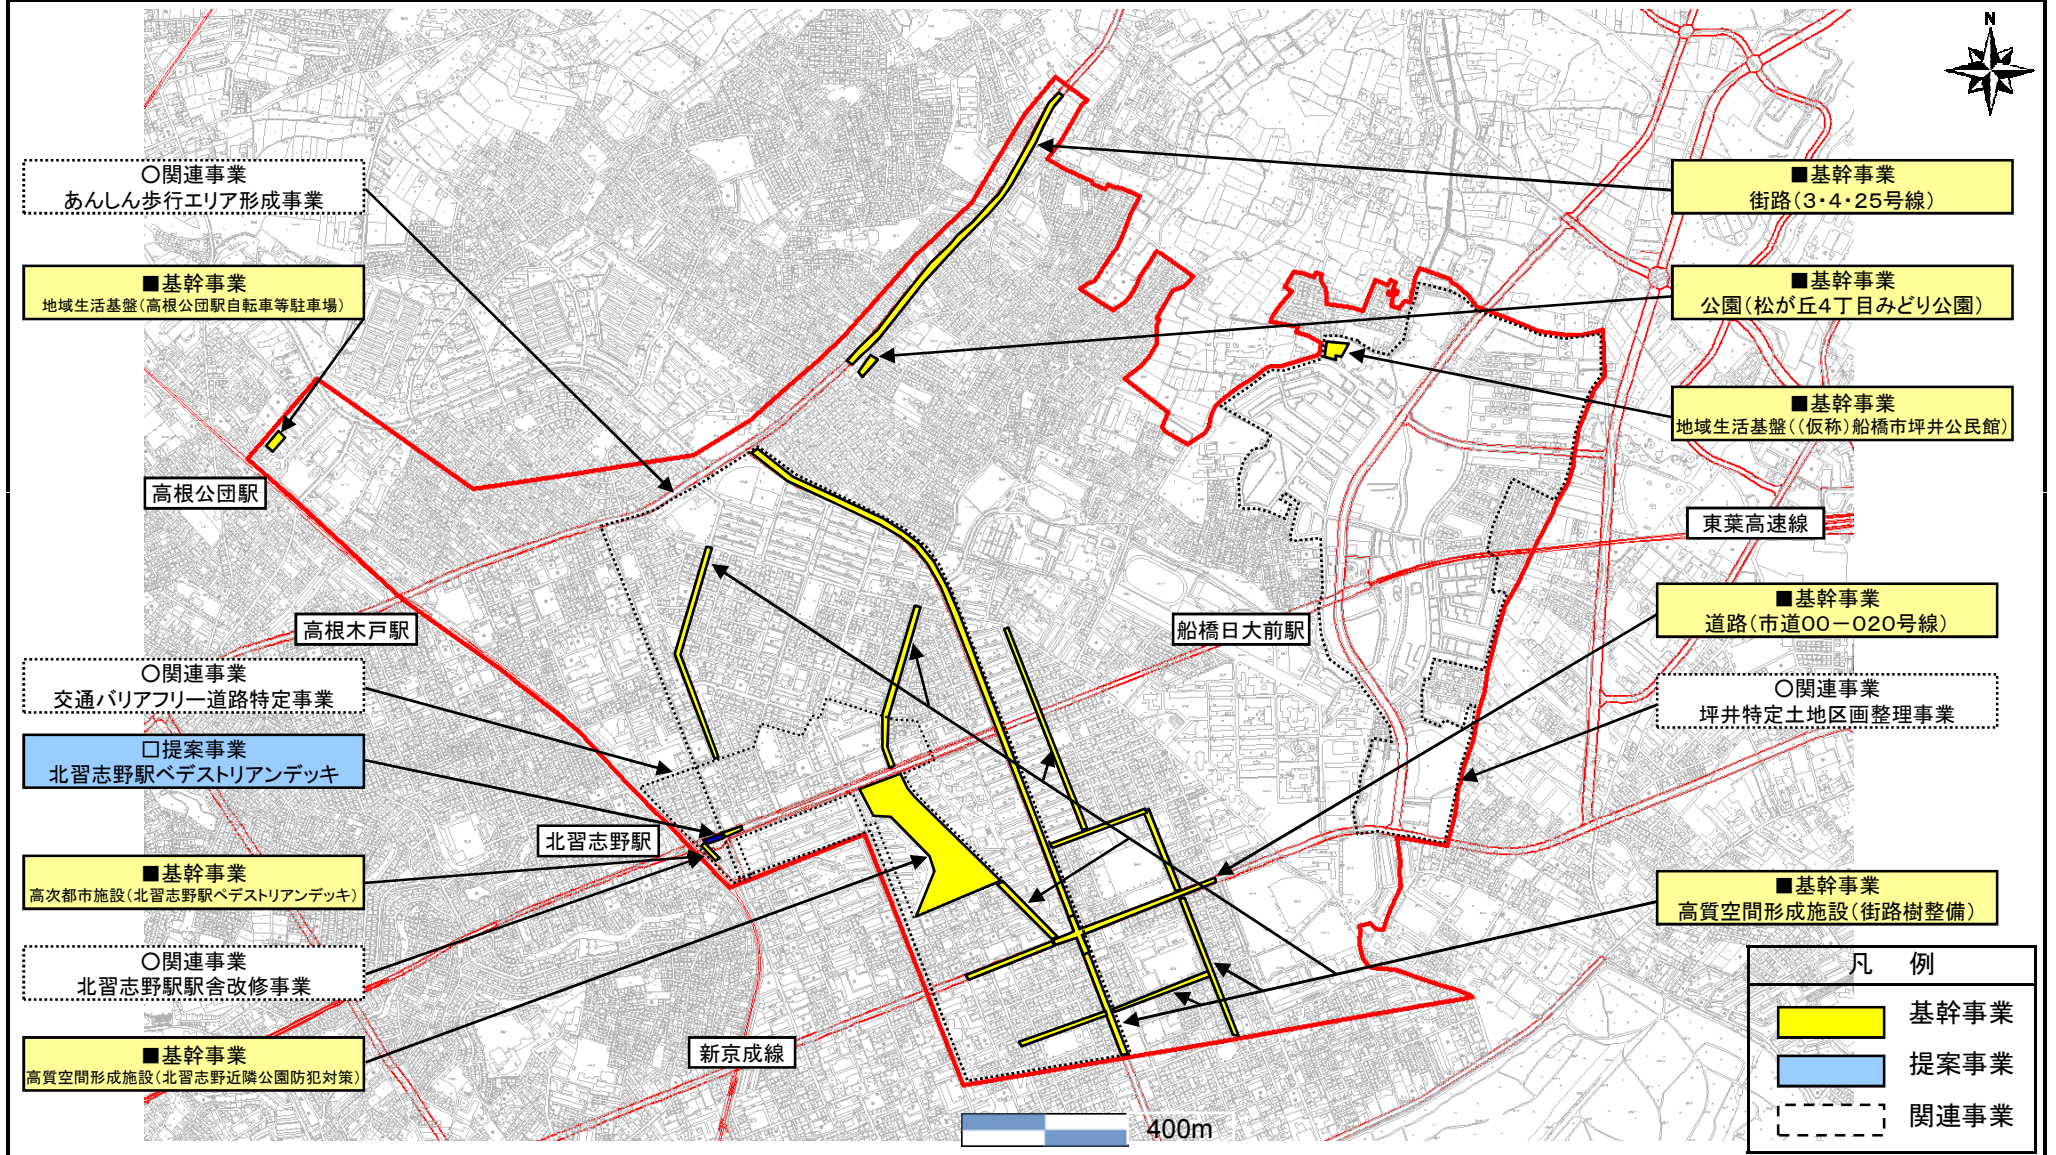 N
○関連事業
あんしん歩行エリア形成事業
■基幹事業
地域生活基盤(高根公団駅自転車等駐車場)
高根公団駅
高根木戸駅
○関連事業
交通バリアフリー道路特定事業
□提案事業
北習志野駅ペデストリアンデッキ
北習志野駅
■基幹事業
高次都市施設(北習志野駅ペデストリアンデッキ)
○関連事業
北習志野駅駅舎改修事業
■基幹事業
高質空間形成施設(北習志野近隣公園防犯対策)
新京成線
船橋日大前駅
■基幹事業
街路(3・4・25号線)
■基幹事業
公園(松が丘4丁目みどり公園)
■基幹事業
地域生活基盤((仮称)船橋市坪井公民館)
東葉高速線
■基幹事業
道路(市道00-020号線)
○関連事業
坪井特定土地区画整理事業
■基幹事業
高質空間形成施設(街路樹整備)
凡 例
基幹事業
提案事業
関連事業
400m